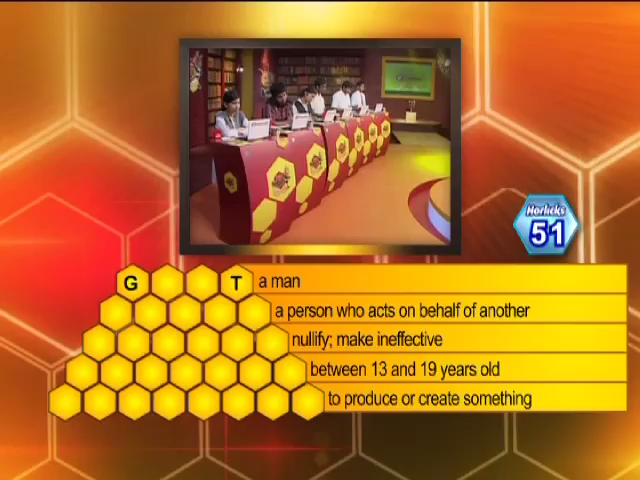 Horlicks
51
G T a man
a person who acts on behalf of another
nullify; make ineffective
between 13 and 19 years old
to produce or create something